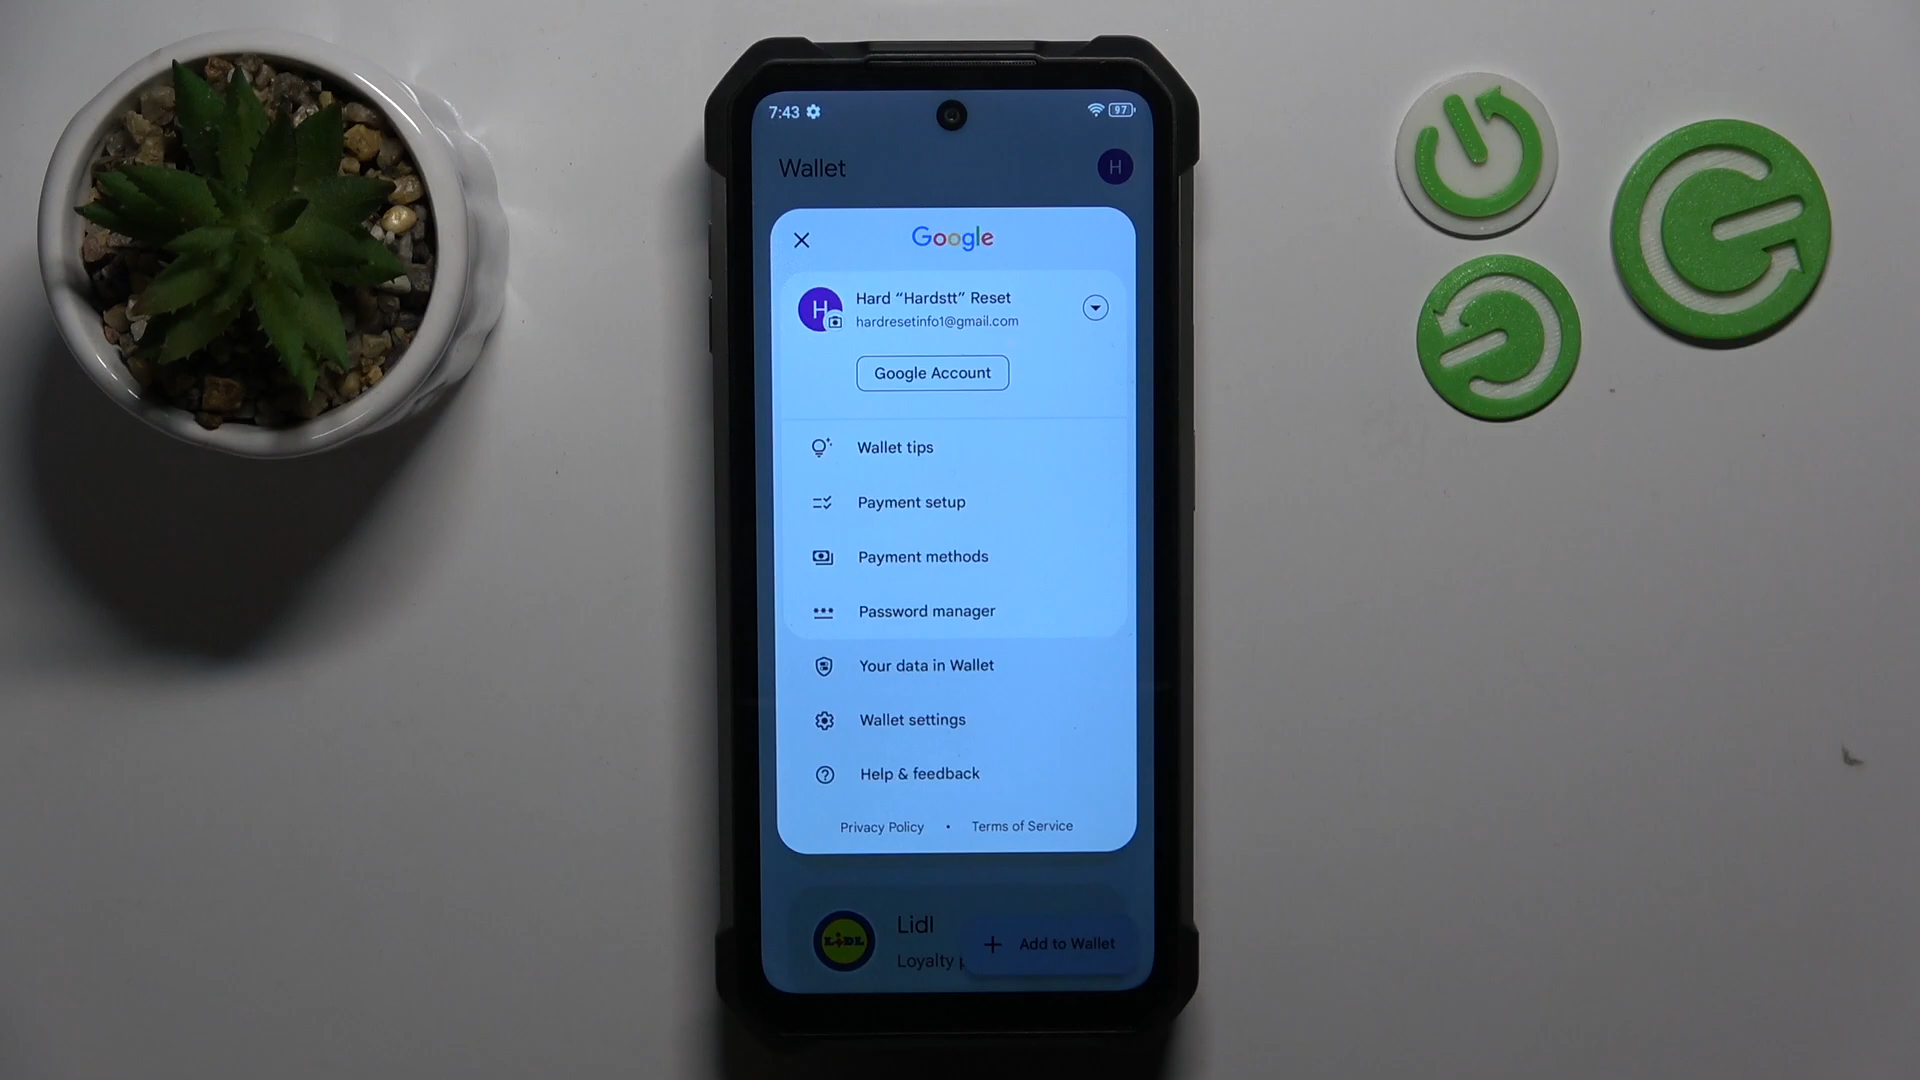 7:43
97
Wallet
H
Google
H
Hard “Hardstt” Reset
hardresetinfo1@gmail.com
Google Account
Wallet tips
Payment setup
Payment methods
Password manager
Your data in Wallet
Wallet settings
Help & feedback
Privacy Policy • Terms of Service
LIDL
Lidl
Loyalty
+ Add to Wallet